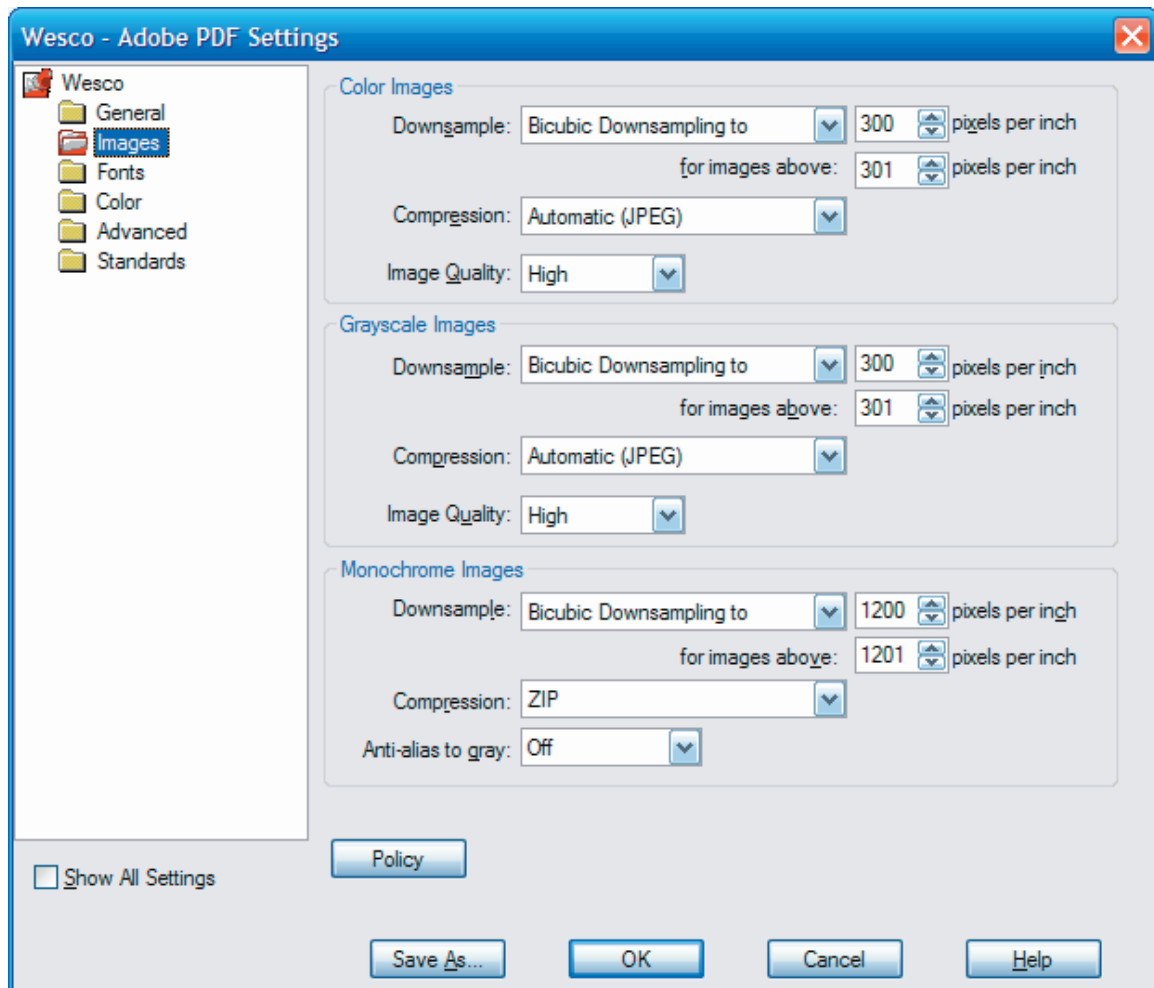 Wesco - Adobe PDF Settings
Wesco
General
Images
Fonts
Color
Advanced
Standards
Show All Settings
Color Images
Downsample: Bicubic Downsampling to 300 pixels per inch
for images above: 301 pixels per inch
Compression: Automatic (JPEG)
Image Quality: High
Grayscale Images
Downsample: Bicubic Downsampling to 300 pixels per inch
for images above: 301 pixels per inch
Compression: Automatic (JPEG)
Image Quality: High
Monochrome Images
Downsample: Bicubic Downsampling to 1200 pixels per inch
for images above: 1201 pixels per inch
Compression: ZIP
Anti-alias to gray: Off
Policy
Save As... OK Cancel Help